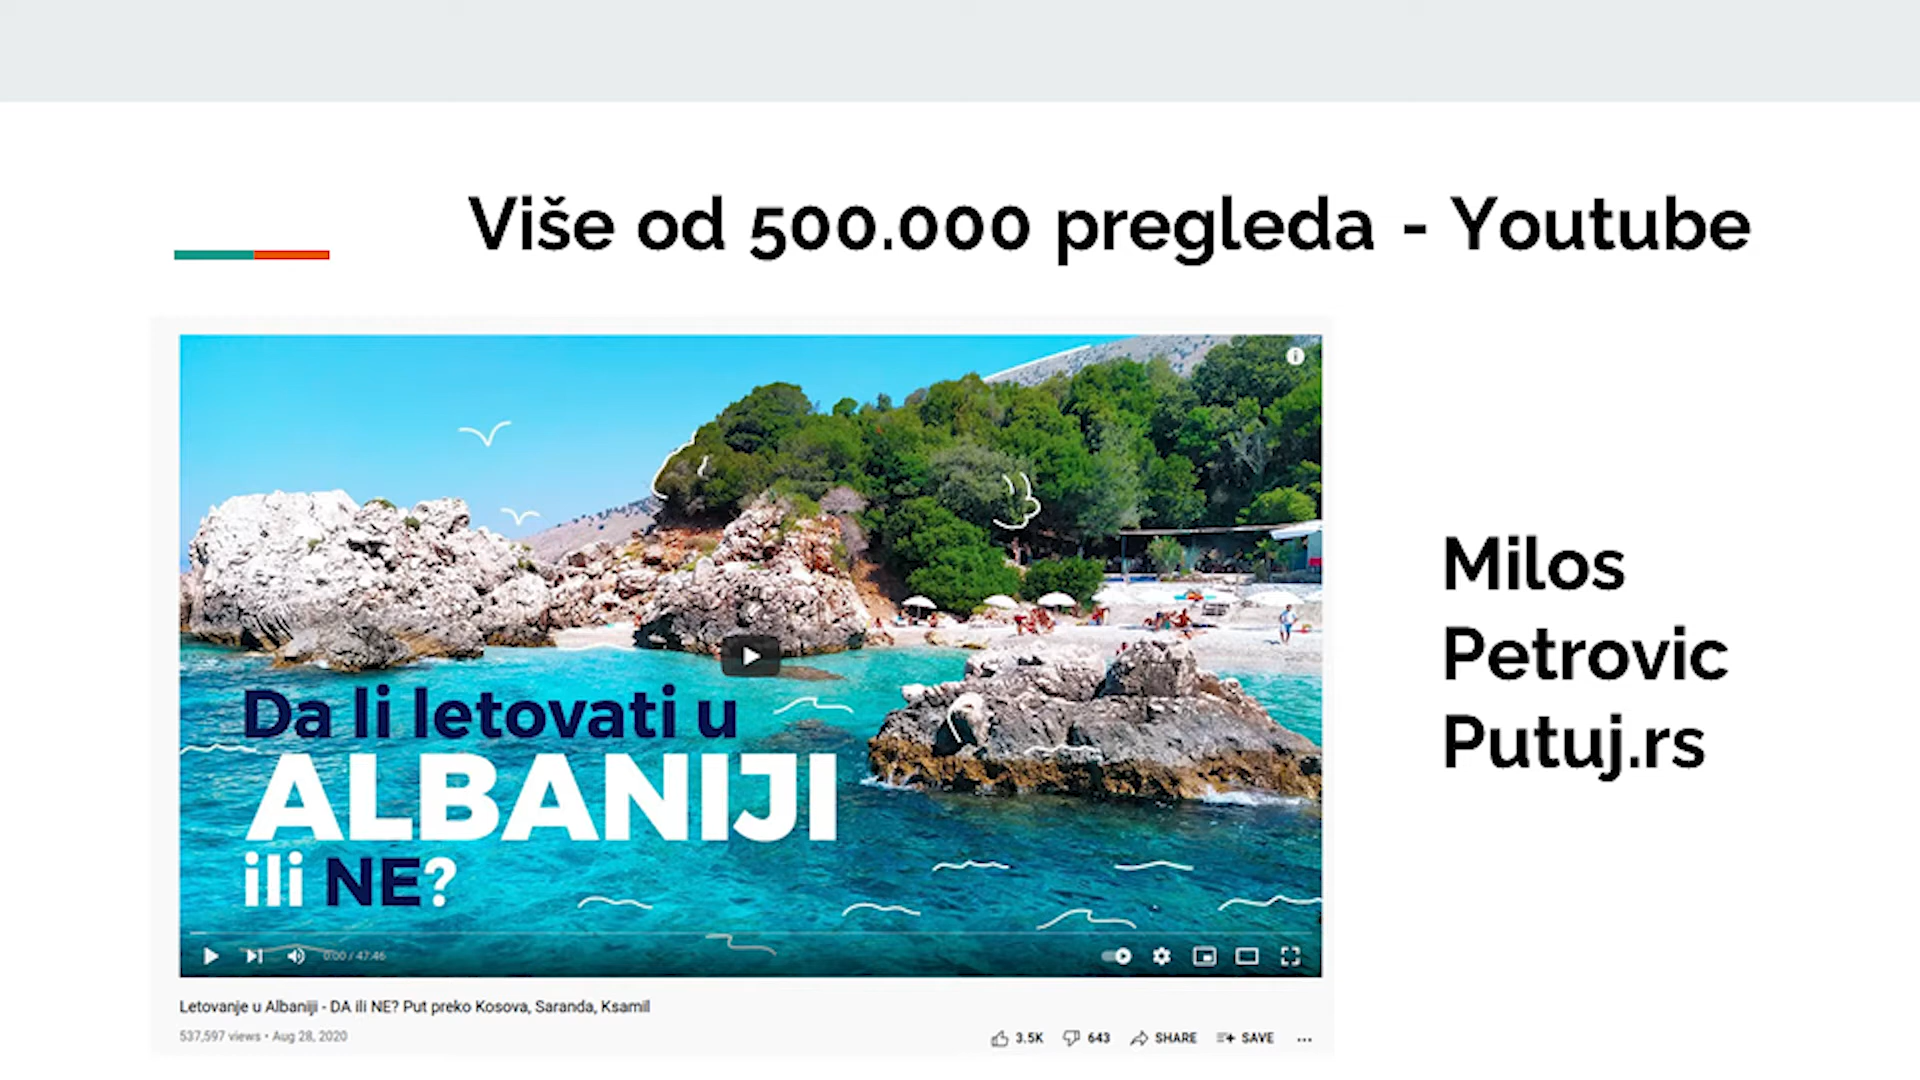 Više od 500.000 pregleda - Youtube
Da li letovati u
ALBANIJI
ili NE?
0:00 / 47:46
Letovanje u Albaniji - DA ili NE? Put preko Kosova, Saranda, Ksamil
537,597 views • Aug 28, 2020
3.5K 643 SHARE SAVE ...
Milos
Petrovic
Putuj.rs